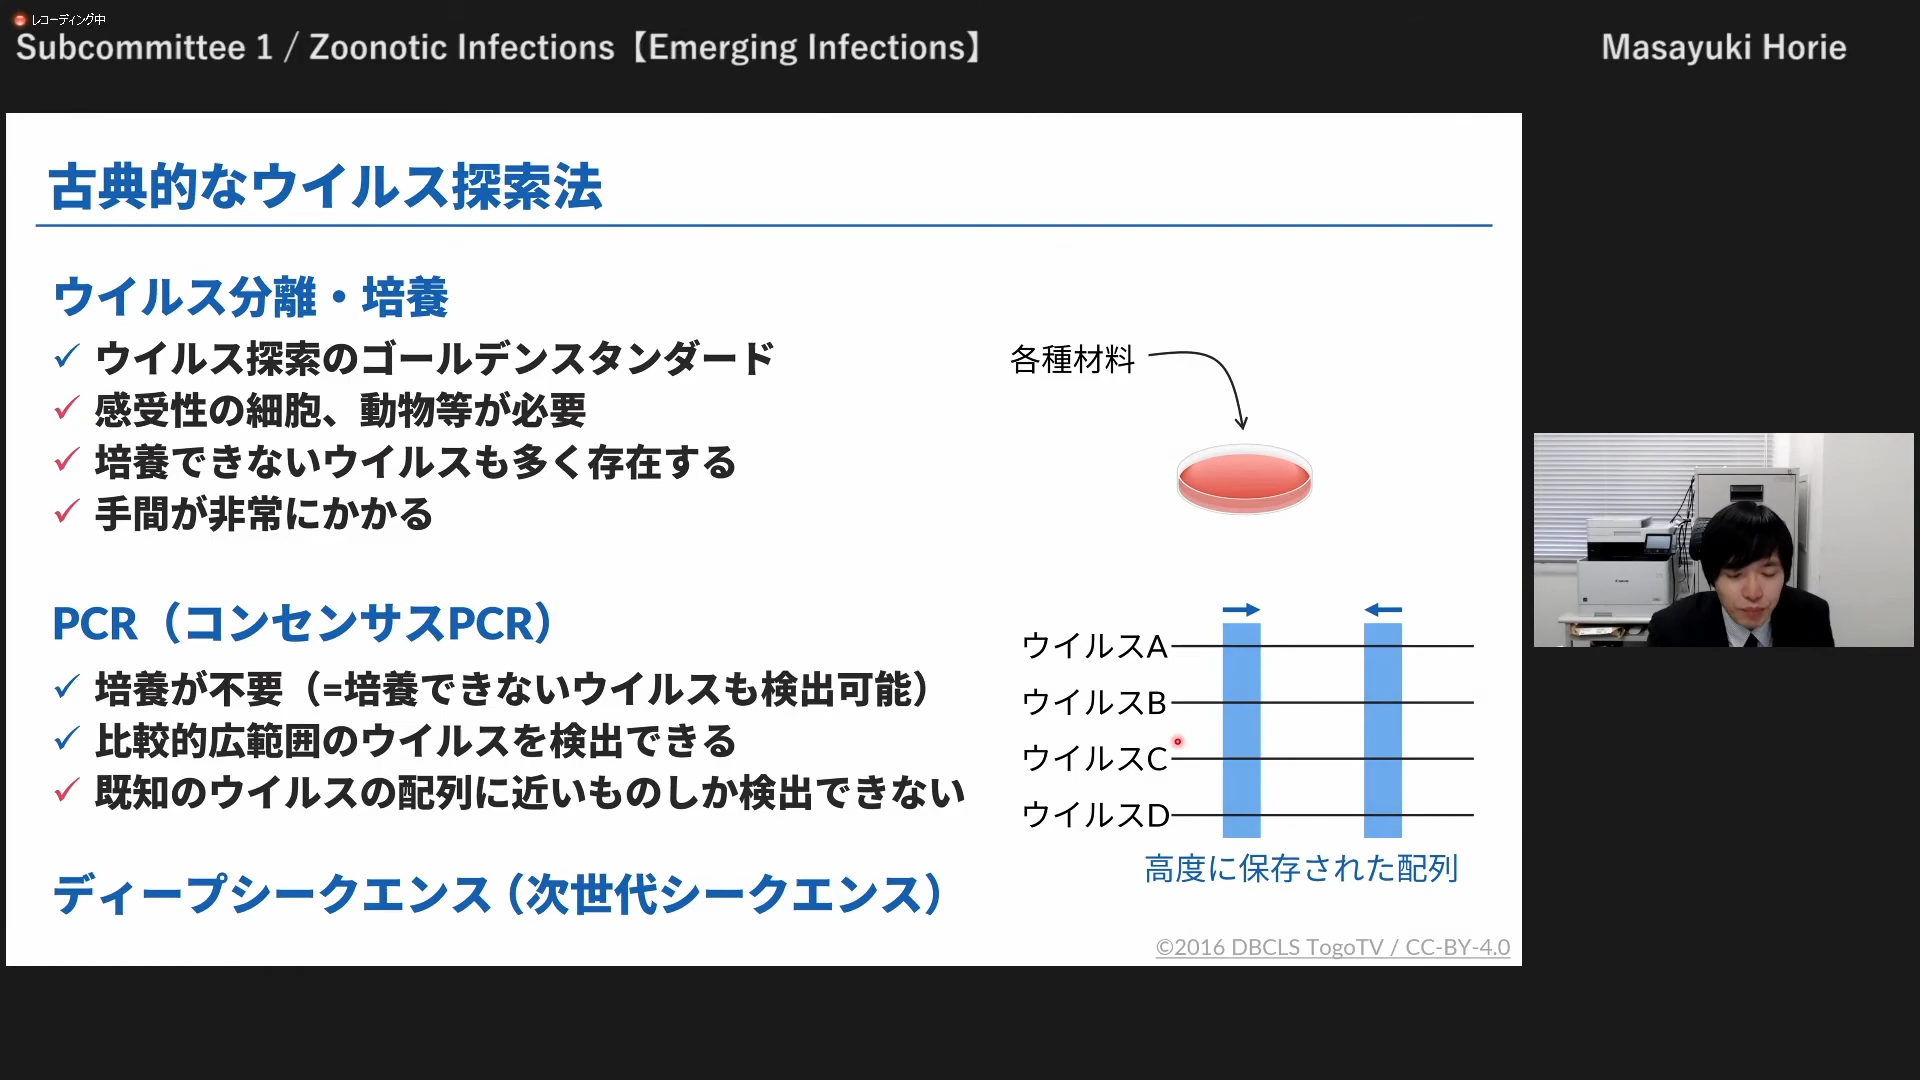 レコーディング中
Subcommittee 1 / Zoonotic Infections【Emerging Infections】
Masayuki Horie
古典的なウイルス探索法
ウイルス分離・培養
✓ ウイルス探索のゴールデンスタンダード
✓ 感受性の細胞、動物等が必要
✓ 培養できないウイルスも多く存在する
✓ 手間が非常にかかる
各種材料
PCR（コンセンサスPCR）
✓ 培養が不要（=培養できないウイルスも検出可能）
✓ 比較的広範囲のウイルスを検出できる
✓ 既知のウイルスの配列に近いものしか検出できない
ウイルスA
ウイルスB
ウイルスC
ウイルスD
高度に保存された配列
ディープシークエンス（次世代シークエンス）
©2016 DBCLS TogoTV / CC-BY-4.0